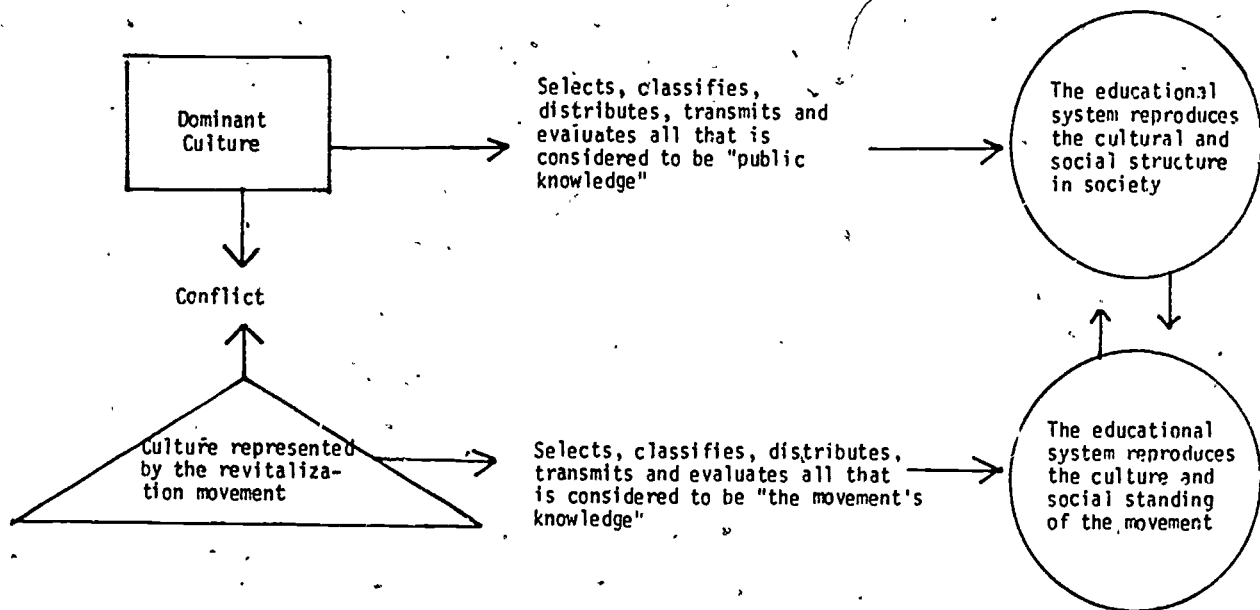 Dominant
Culture
Selects, classifies,
distributes, transmits and
evaluates all that is
considered to be "public
knowledge"
The educational
system reproduces
the cultural and
social structure
in society
Conflict
Culture represented
by the revitaliza-
tion movement
Selects, classifies, distributes,
transmits and evaluates all that
is considered to be "the movement's
knowledge"
The educational
system reproduces
the culture and
social standing
of the movement